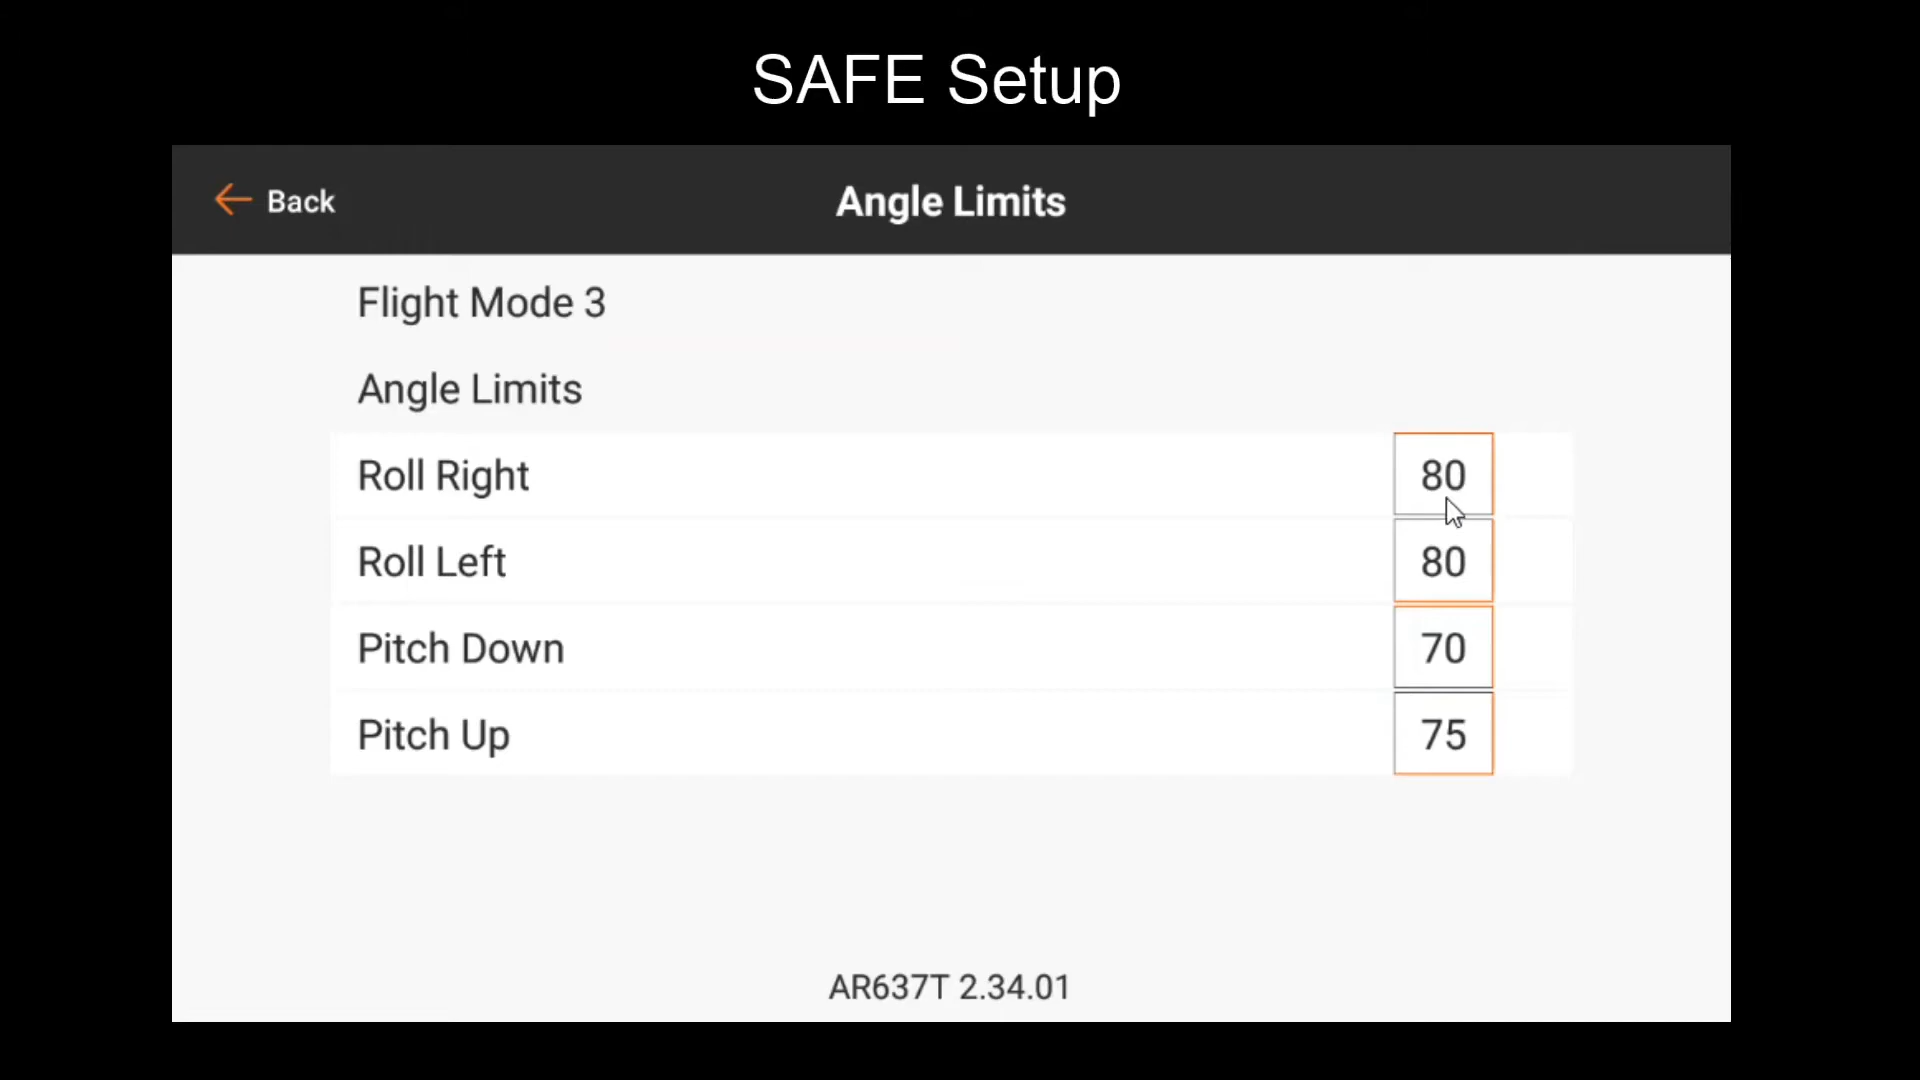 SAFE Setup
Back
Angle Limits
Flight Mode 3
Angle Limits
Roll Right 80
Roll Left 80
Pitch Down 70
Pitch Up 75
AR637T 2.34.01